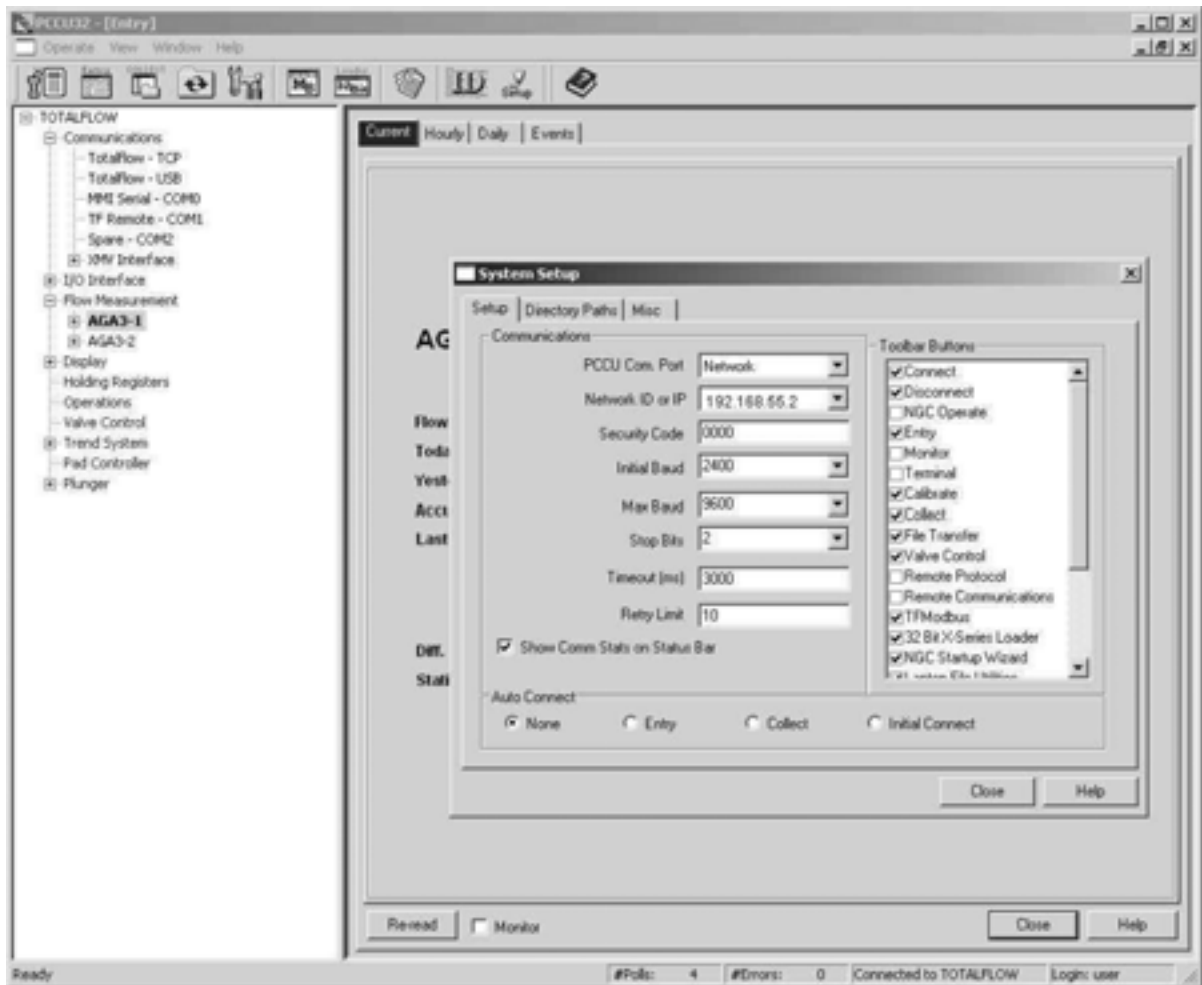 PCCU32 - [Entry]
Operate View Window Help
TOTALFLOW
Communications
Totalflow - TCP
Totalflow - USB
MMI Serial - COM0
TF Remote - COM1
Spare - COM2
XMV Interface
I/O Interface
Flow Measurement
AGA3-1
AGA3-2
Display
Holding Registers
Operations
Valve Control
Trend System
Pad Controller
Plunger
Current Hourly Daily Events
AG
Flow
Toda
Yest
Accu
Last
Diff.
Stati
System Setup
Setup Directory Paths Misc
Communications
PCCU Com. Port Network
Network ID or IP 192.168.55.2
Security Code 0000
Initial Baud 2400
Max Baud 9600
Stop Bits 2
Timeout (ms) 3000
Retry Limit 10
Show Comm Stats on Status Bar
Toolbar Buttons
Connect
Disconnect
NGC Operate
Entry
Monitor
Terminal
Calibrate
Collect
File Transfer
Valve Control
Remote Protocol
Remote Communications
TFModbus
32 Bit X-Series Loader
NGC Startup Wizard
Auto Connect
None Entry Collect Initial Connect
Close Help
Re-read Monitor Close Help
Ready #Polls: 4 #Errors: 0 Connected to TOTALFLOW Login: user